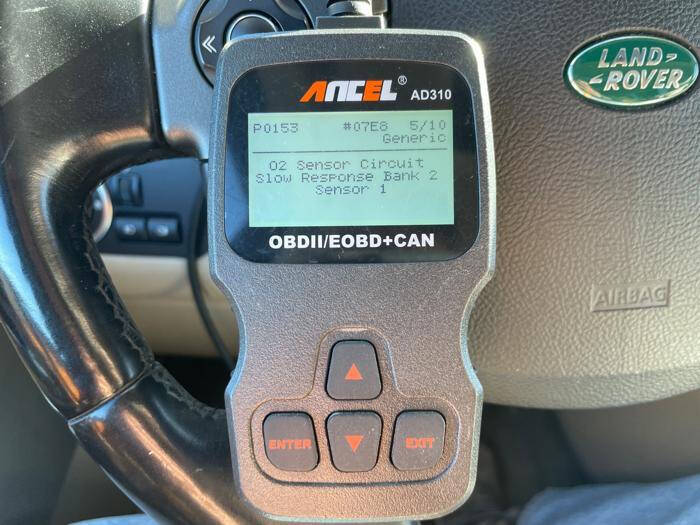 LAND-
-ROVER
ANCEL®
AD310
P0153 #07E8 5/10
Generic
O2 Sensor Circuit
Slow Response Bank 2
Sensor 1
OBDII/EOBD+CAN
AIRBAG
ENTER
EXIT